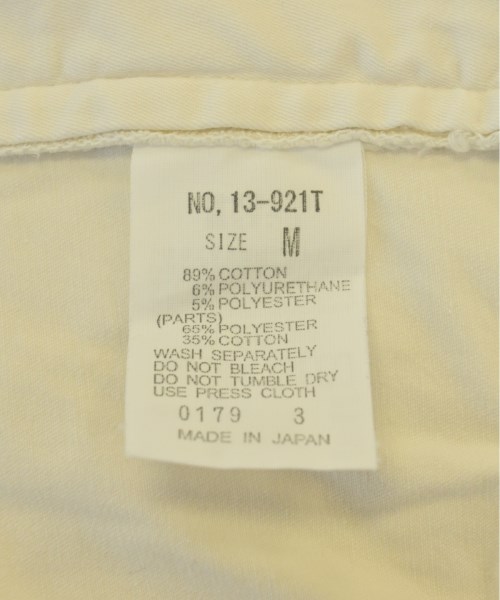 NO, 13-921T
SIZE M
89% COTTON
6% POLYURETHANE
5% POLYESTER
(PARTS)
65% POLYESTER
35% COTTON
WASH SEPARATELY
DO NOT BLEACH
DO NOT TUMBLE DRY
USE PRESS CLOTH
0179 3
MADE IN JAPAN